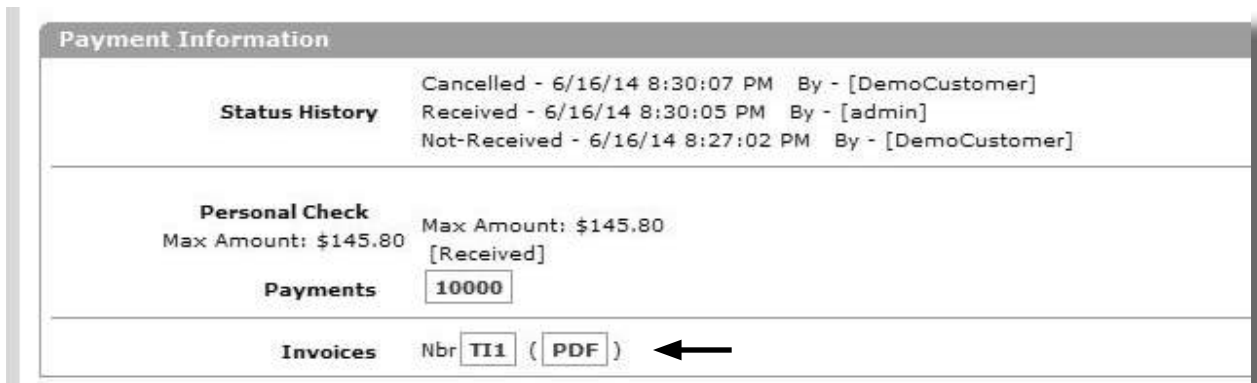 Payment Information
Status History
Cancelled - 6/16/14 8:30:07 PM By - [DemoCustomer]
Received - 6/16/14 8:30:05 PM By - [admin]
Not-Received - 6/16/14 8:27:02 PM By - [DemoCustomer]
Personal Check
Max Amount: $145.80
Max Amount: $145.80
[Received]
Payments 10000
Invoices Nbr TI1 ( PDF )